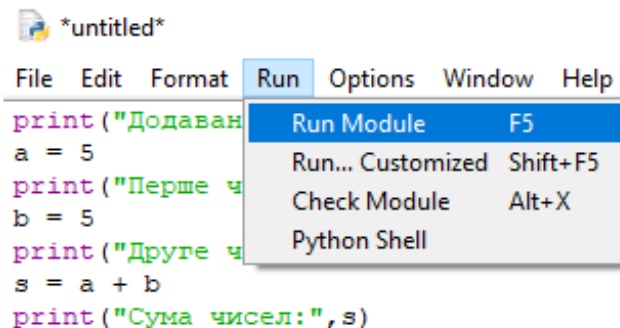 *untitled*
File Edit Format Run Options Window Help
print("Додаван
Run Module F5
a = 5
Run... Customized Shift+F5
print("Перше ч
Check Module Alt+X
b = 5
Python Shell
print("Друге ч
s = a + b
print("Сума чисел:",s)